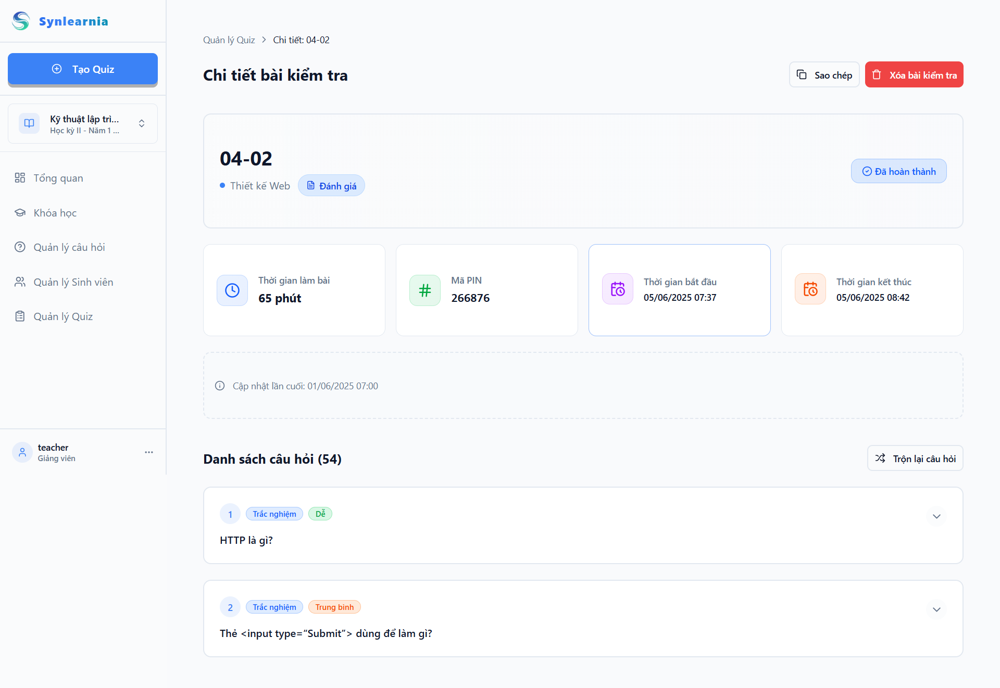 Synlearnia
Tạo Quiz
Kỹ thuật lập trì...
Học kỳ II - Năm 1 ...
Tổng quan
Khóa học
Quản lý câu hỏi
Quản lý Sinh viên
Quản lý Quiz
teacher
Giảng viên
Quản lý Quiz > Chi tiết: 04-02
Chi tiết bài kiểm tra
Sao chép
Xóa bài kiểm tra
04-02
Thiết kế Web
Đánh giá
Đã hoàn thành
Thời gian làm bài
65 phút
Mã PIN
266876
Thời gian bắt đầu
05/06/2025 07:37
Thời gian kết thúc
05/06/2025 08:42
Cập nhật lần cuối: 01/06/2025 07:00
Danh sách câu hỏi (54)
Trộn lại câu hỏi
1 Trắc nghiệm Dễ
HTTP là gì?
2 Trắc nghiệm Trung bình
Thẻ <input type=“Submit”> dùng để làm gì?